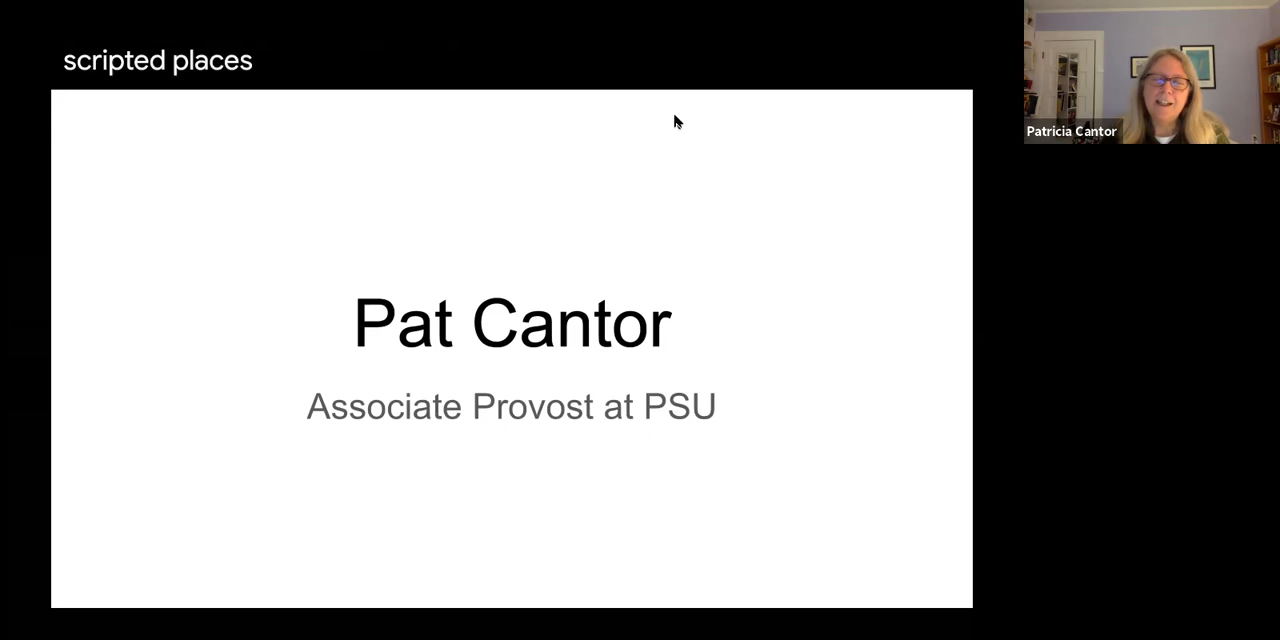 scripted places
Patricia Cantor
Pat Cantor
Associate Provost at PSU